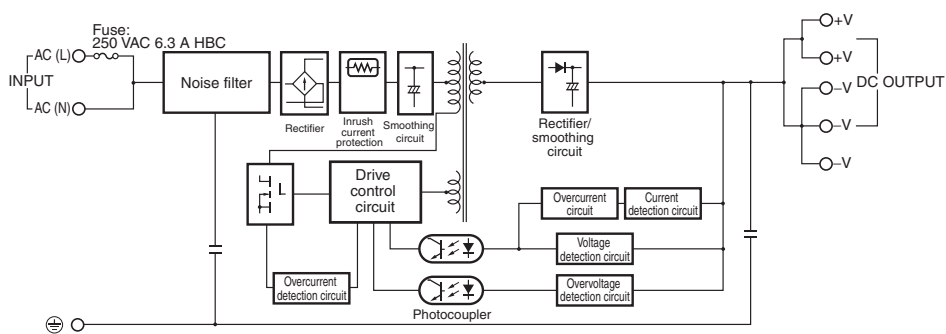 Fuse:
250 VAC 6.3 A HBC
AC (L)
INPUT
AC (N)
Noise filter
Rectifier
Inrush
current
protection
Smoothing
circuit
Rectifier/
smoothing
circuit
+V
+V
DC OUTPUT
–V
–V
–V
Drive
control
circuit
Overcurrent
circuit
Current
detection circuit
Voltage
detection circuit
Overcurrent
detection circuit
Overvoltage
detection circuit
Photocoupler